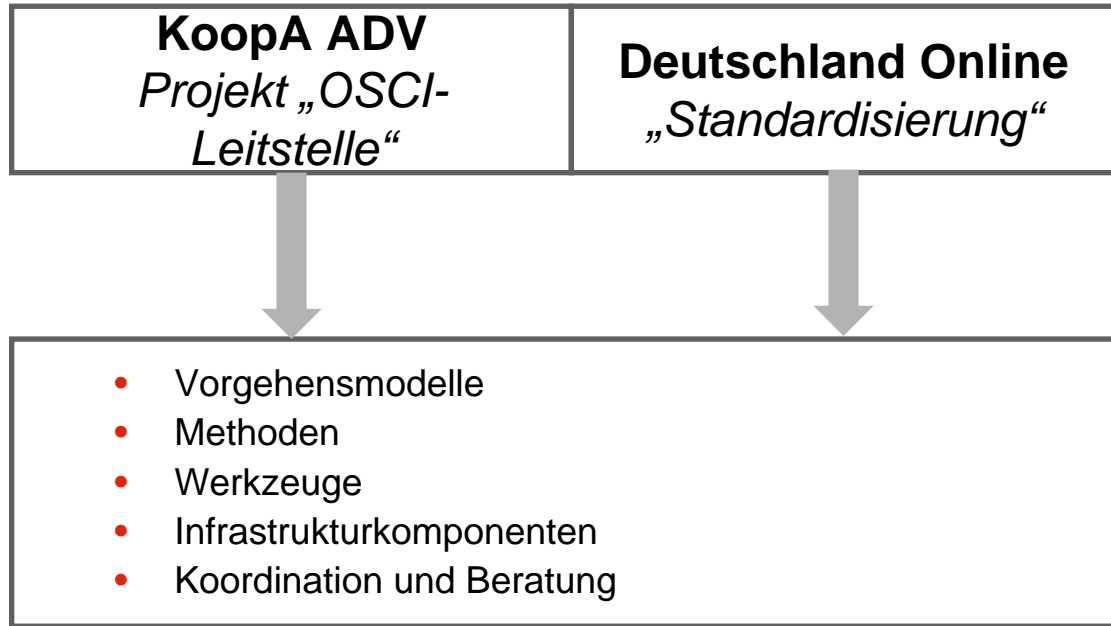 KoopA ADV
Projekt „OSCI-
Leitstelle“
Deutschland Online
„Standardisierung“
• Vorgehensmodelle
• Methoden
• Werkzeuge
• Infrastrukturkomponenten
• Koordination und Beratung